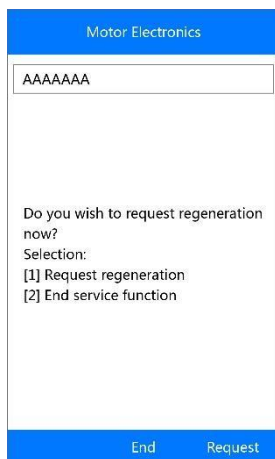 Motor Electronics
AAAAAAA
Do you wish to request regeneration
now?
Selection:
[1] Request regeneration
[2] End service function
End Request